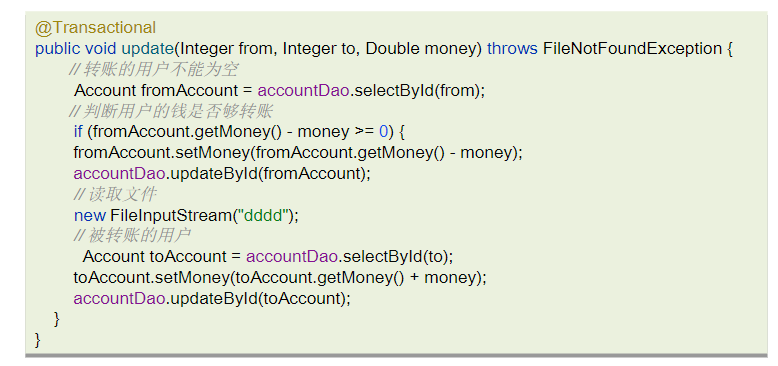 @Transactional
public void update(Integer from, Integer to, Double money) throws FileNotFoundException {
// 转账的用户不能为空
Account fromAccount = accountDao.selectById(from);
// 判断用户的钱是否够转账
if (fromAccount.getMoney() - money >= 0) {
fromAccount.setMoney(fromAccount.getMoney() - money);
accountDao.updateById(fromAccount);
// 读取文件
new FileInputStream("dddd");
// 被转账的用户
Account toAccount = accountDao.selectById(to);
toAccount.setMoney(toAccount.getMoney() + money);
accountDao.updateById(toAccount);
}
}